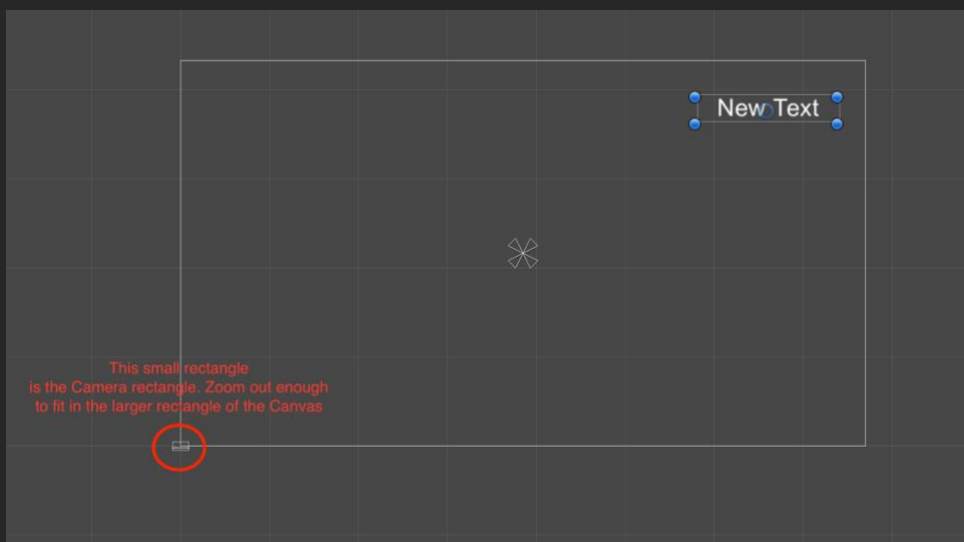 New Text
This small rectangle
is the Camera rectangle. Zoom out enough
to fit in the larger rectangle of the Canvas